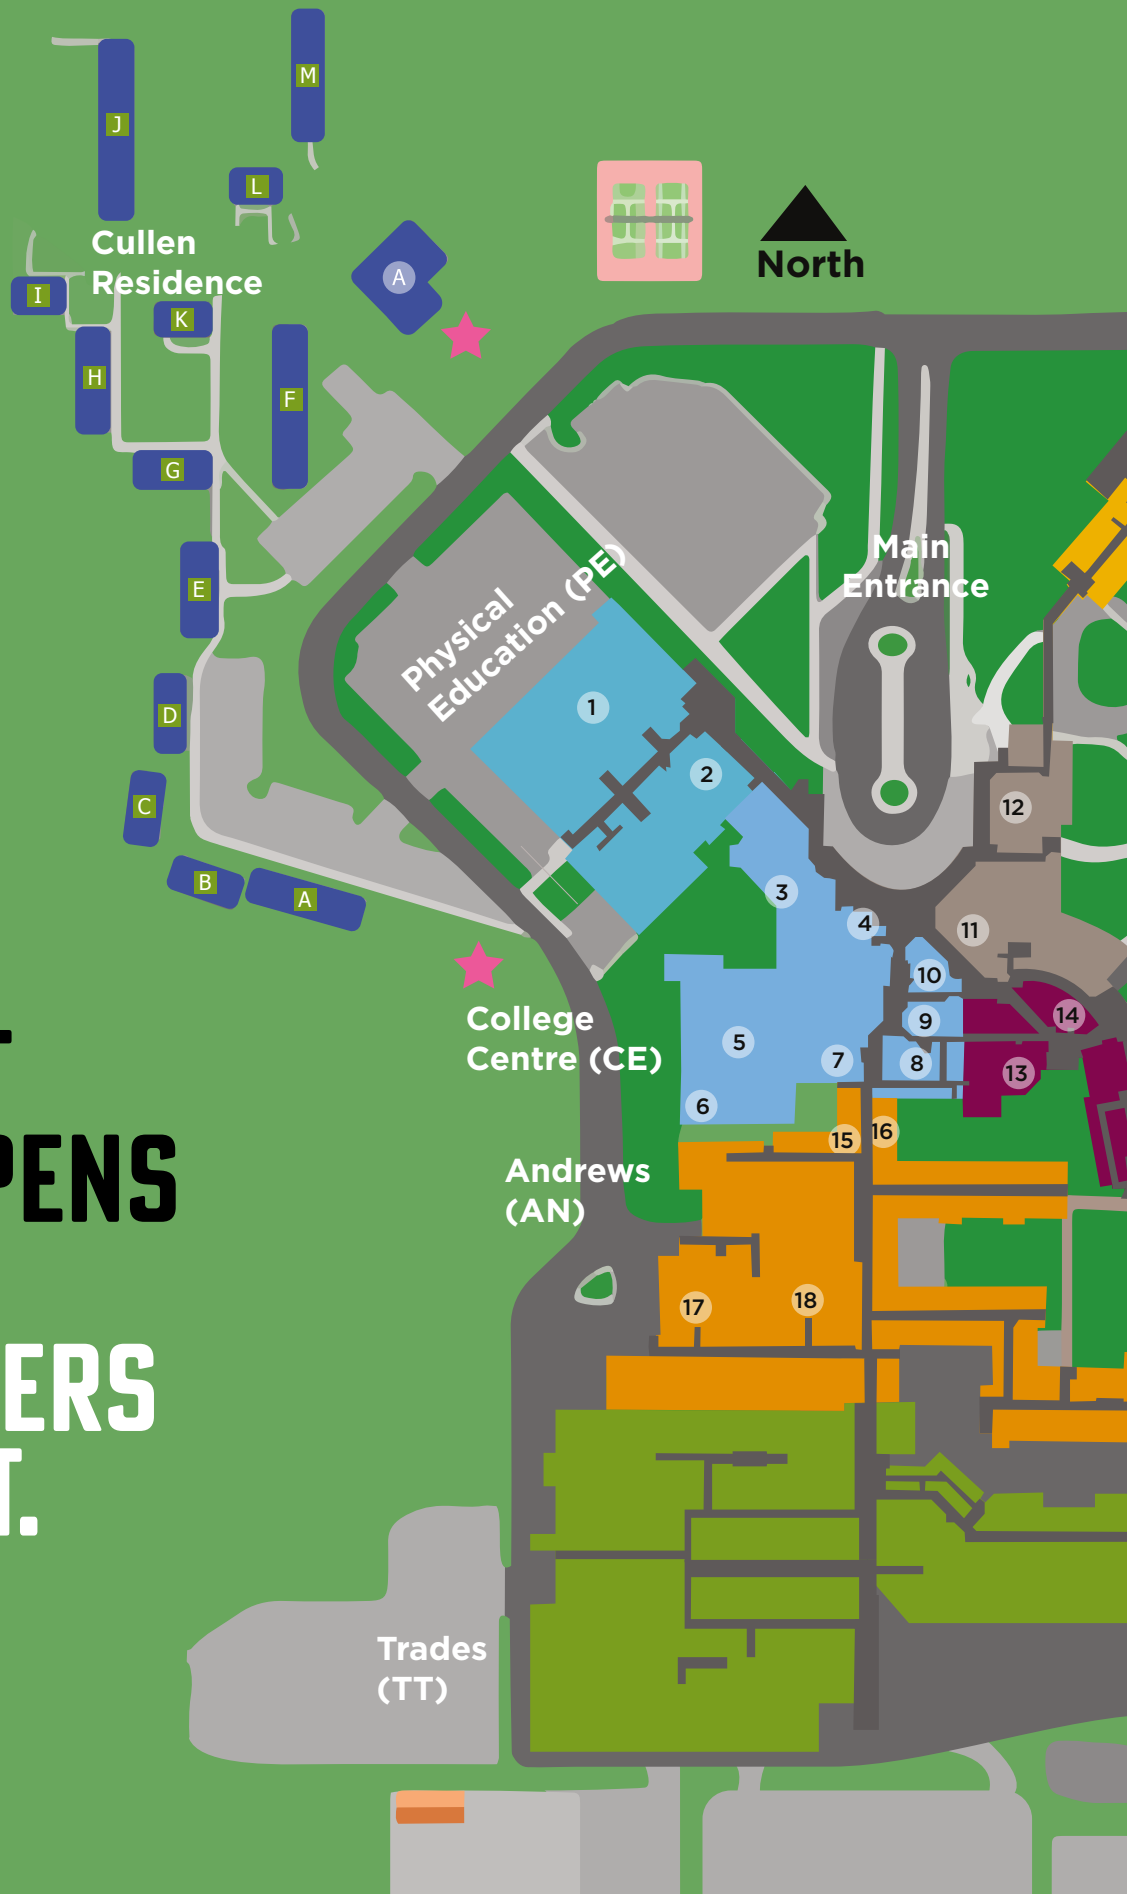 M
J
L
Cullen
Residence
A
North
I
K
H
F
G
Main
Entrance
E
Physical
Education (PE)
1
D
2
C
12
B
A
3
4
11
10
College
Centre (CE)
14
9
5
7
8
13
6
PENS
15
16
Andrews
(AN)
17
18
ERS
T.
Trades
(TT)